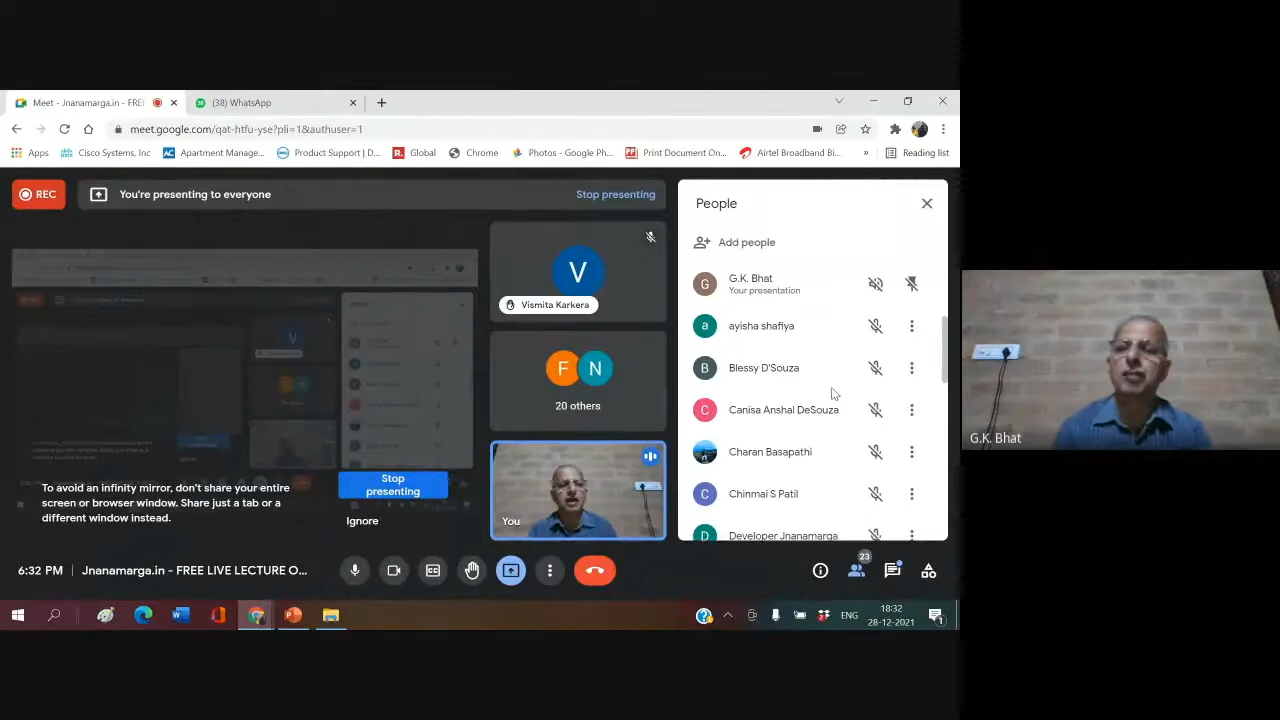 Meet - Jnanamarga.in - FREE
(38) WhatsApp
meet.google.com/qat-htfu-yse?pli=1&authuser=1
Apps
Cisco Systems, Inc
Apartment Manage...
Product Support | D...
Global
Chrome
Photos - Google Ph...
Print Document On...
Airtel Broadband Bi...
»
Reading list
REC
You're presenting to everyone
Stop presenting
People
Add people
V
Vismita Karkera
G
G.K. Bhat
Your presentation
a
ayisha shafiya
B
Blessy D'Souza
F
N
20 others
C
Canisa Anshal DeSouza
Charan Basapathi
C
Chinmai S Patil
D
Developer Jnanamarga
To avoid an infinity mirror, don't share your entire
screen or browser window. Share just a tab or a
different window instead.
Stop
presenting
Ignore
You
G.K. Bhat
6:32 PM
Jnanamarga.in - FREE LIVE LECTURE O...
23
ENG
18:32
28-12-2021
1